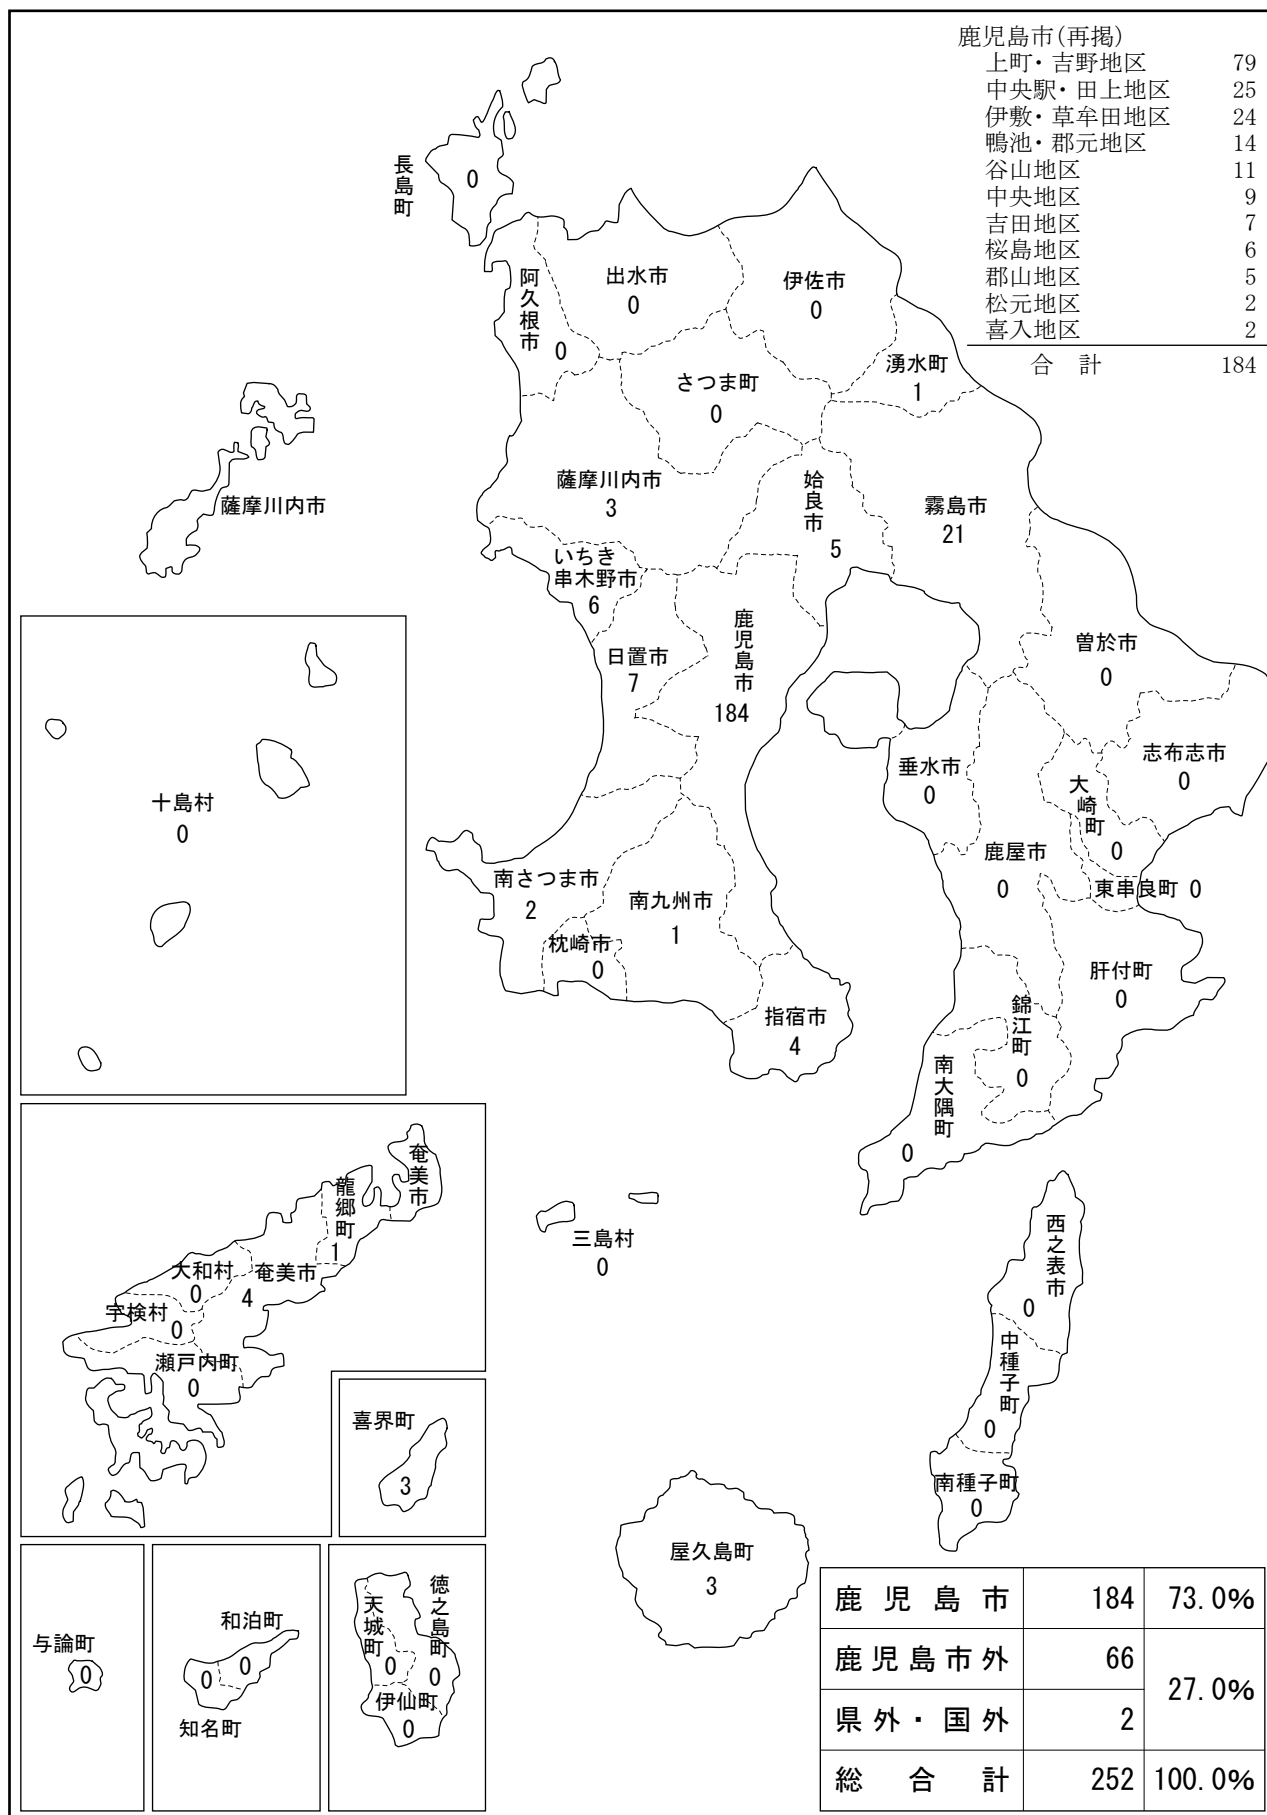 鹿児島市(再掲)
上町・吉野地区 79
中央駅・田上地区 25
伊敷・草牟田地区 24
鴨池・郡元地区 14
谷山地区 11
中央地区 9
吉田地区 7
桜島地区 6
郡山地区 5
松元地区 2
喜入地区 2
合計 184
長島町
0
阿久根市
0
出水市
0
伊佐市
0
湧水町
1
さつま町
0
薩摩川内市
3
薩摩川内市
姶良市
5
霧島市
21
いちき
串木野市
6
日置市
7
鹿児島市
184
曽於市
0
志布志市
0
垂水市
0
大崎町
0
鹿屋市
0
東串良町 0
肝付町
0
錦江町
0
南大隅町
0
南さつま市
2
枕崎市
0
南九州市
1
指宿市
4
十島村
0
奄美市
龍郷町
1
大和村
0
奄美市
4
宇検村
0
瀬戸内町
0
喜界町
3
三島村
0
西之表市
0
中種子町
0
南種子町
0
屋久島町
3
与論町
0
和泊町
0
0
知名町
徳之島町
0
天城町
0
伊仙町
0
鹿児島市 184 73.0%
鹿児島市外 66
27.0%
県外・国外 2
総合計 252 100.0%